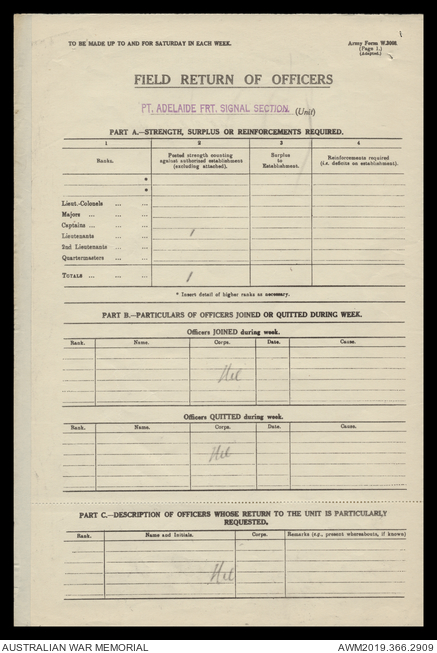 TO BE MADE UP TO AND FOR SATURDAY IN EACH WEEK.
Army Form W.3008.
(Page 1.)
(Adapted.)
FIELD RETURN OF OFFICERS
PT. ADELAIDE FRT. SIGNAL SECTION. (Unit)
PART A.—STRENGTH, SURPLUS OR REINFORCEMENTS REQUIRED.
1 2 3 4
Ranks. Posted strength counting against authorised establishment (excluding attached). Surplus to Establishment. Reinforcements required (i.e. deficits on establishment).
*
*
Lieut.-Colonels ... ...
Majors ... ... ...
Captains ... ... ...
Lieutenants ... ... 1
2nd Lieutenants ... ...
Quartermasters ... ...
TOTALS ... ... ... 1
* Insert detail of higher ranks as necessary.
PART B.—PARTICULARS OF OFFICERS JOINED OR QUITTED DURING WEEK.
Officers JOINED during week.
Rank. Name. Corps. Date. Cause.
Nil
Officers QUITTED during week.
Rank. Name. Corps. Date. Cause.
Nil
PART C.—DESCRIPTION OF OFFICERS WHOSE RETURN TO THE UNIT IS PARTICULARLY
REQUESTED.
Rank. Name and Initials. Corps. Remarks (e.g., present whereabouts, if known)
Nil
AUSTRALIAN WAR MEMORIAL AWM2019.366.2909